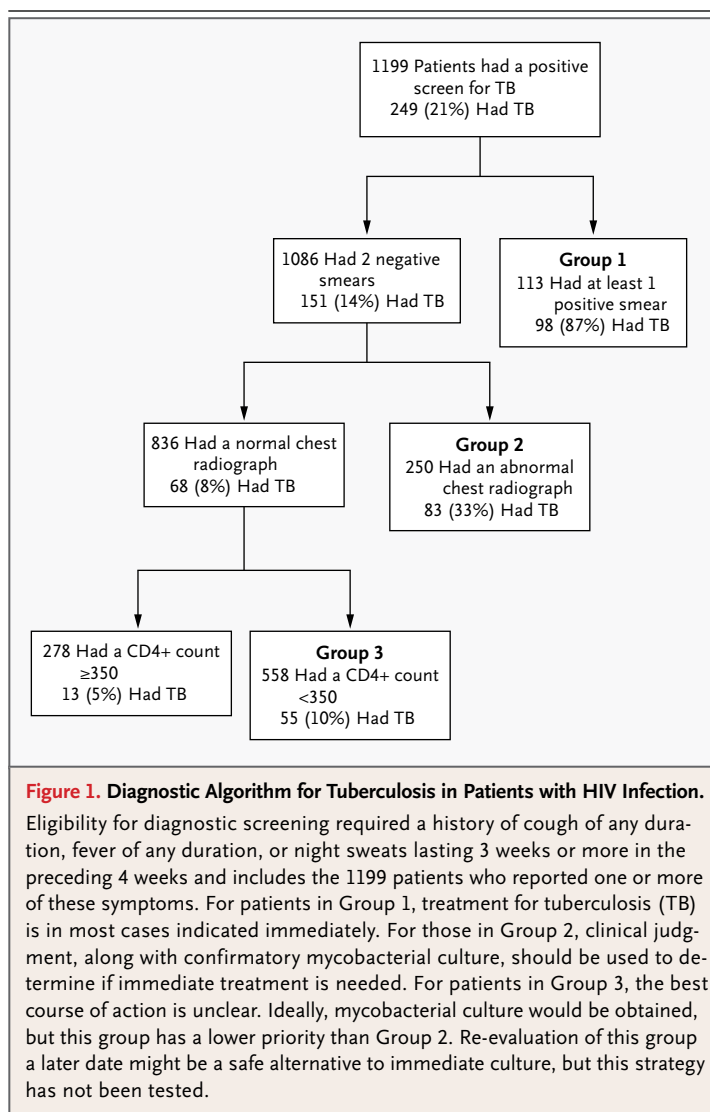 1199 Patients had a positive
screen for TB
249 (21%) Had TB
1086 Had 2 negative
smears
151 (14%) Had TB
Group 1
113 Had at least 1
positive smear
98 (87%) Had TB
836 Had a normal chest
radiograph
68 (8%) Had TB
Group 2
250 Had an abnormal
chest radiograph
83 (33%) Had TB
278 Had a CD4+ count
≥350
13 (5%) Had TB
Group 3
558 Had a CD4+ count
<350
55 (10%) Had TB
Figure 1. Diagnostic Algorithm for Tuberculosis in Patients with HIV Infection.
Eligibility for diagnostic screening required a history of cough of any dura-
tion, fever of any duration, or night sweats lasting 3 weeks or more in the
preceding 4 weeks and includes the 1199 patients who reported one or more
of these symptoms. For patients in Group 1, treatment for tuberculosis (TB)
is in most cases indicated immediately. For those in Group 2, clinical judg-
ment, along with confirmatory mycobacterial culture, should be used to de-
termine if immediate treatment is needed. For patients in Group 3, the best
course of action is unclear. Ideally, mycobacterial culture would be obtained,
but this group has a lower priority than Group 2. Re-evaluation of this group
a later date might be a safe alternative to immediate culture, but this strategy
has not been tested.